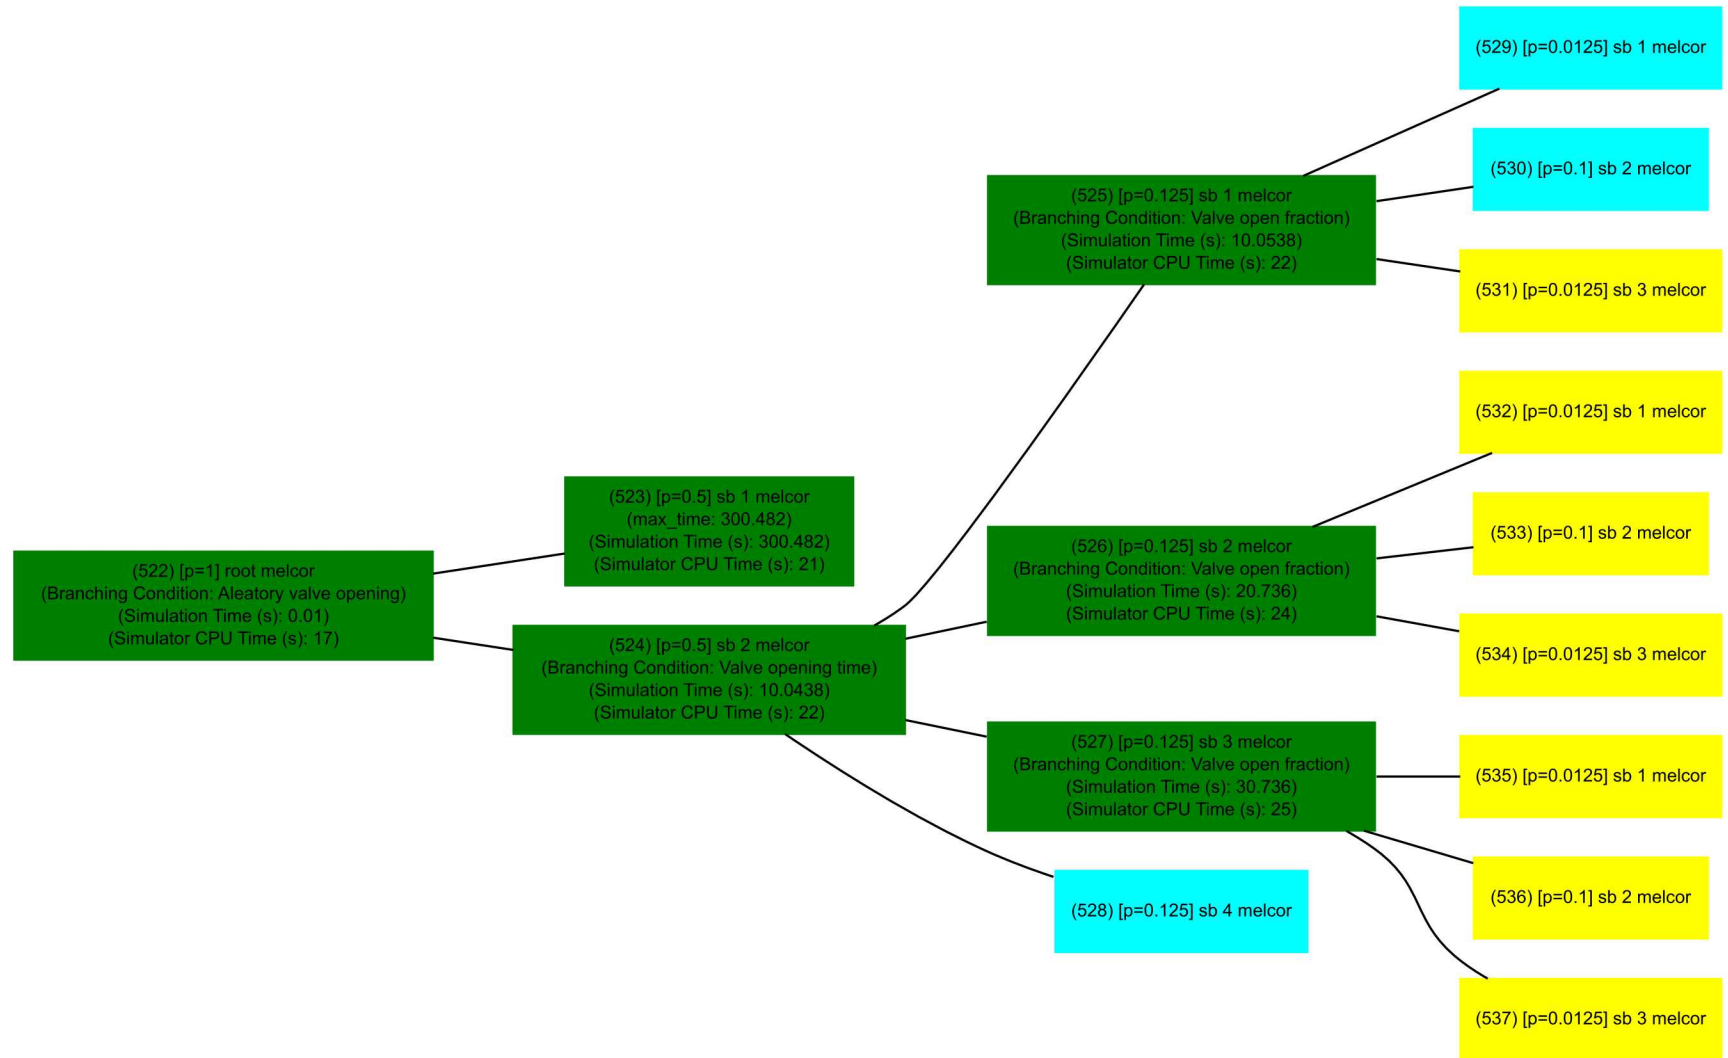 (522) [p=1] root melcor
(Branching Condition: Aleatory valve opening)
(Simulation Time (s): 0.01)
(Simulator CPU Time (s): 17)
(523) [p=0.5] sb 1 melcor
(max_time: 300.482)
(Simulation Time (s): 300.482)
(Simulator CPU Time (s): 21)
(524) [p=0.5] sb 2 melcor
(Branching Condition: Valve opening time)
(Simulation Time (s): 10.0438)
(Simulator CPU Time (s): 22)
(525) [p=0.125] sb 1 melcor
(Branching Condition: Valve open fraction)
(Simulation Time (s): 10.0538)
(Simulator CPU Time (s): 22)
(526) [p=0.125] sb 2 melcor
(Branching Condition: Valve open fraction)
(Simulation Time (s): 20.736)
(Simulator CPU Time (s): 24)
(527) [p=0.125] sb 3 melcor
(Branching Condition: Valve open fraction)
(Simulation Time (s): 30.736)
(Simulator CPU Time (s): 25)
(528) [p=0.125] sb 4 melcor
(529) [p=0.0125] sb 1 melcor
(530) [p=0.1] sb 2 melcor
(531) [p=0.0125] sb 3 melcor
(532) [p=0.0125] sb 1 melcor
(533) [p=0.1] sb 2 melcor
(534) [p=0.0125] sb 3 melcor
(535) [p=0.0125] sb 1 melcor
(536) [p=0.1] sb 2 melcor
(537) [p=0.0125] sb 3 melcor